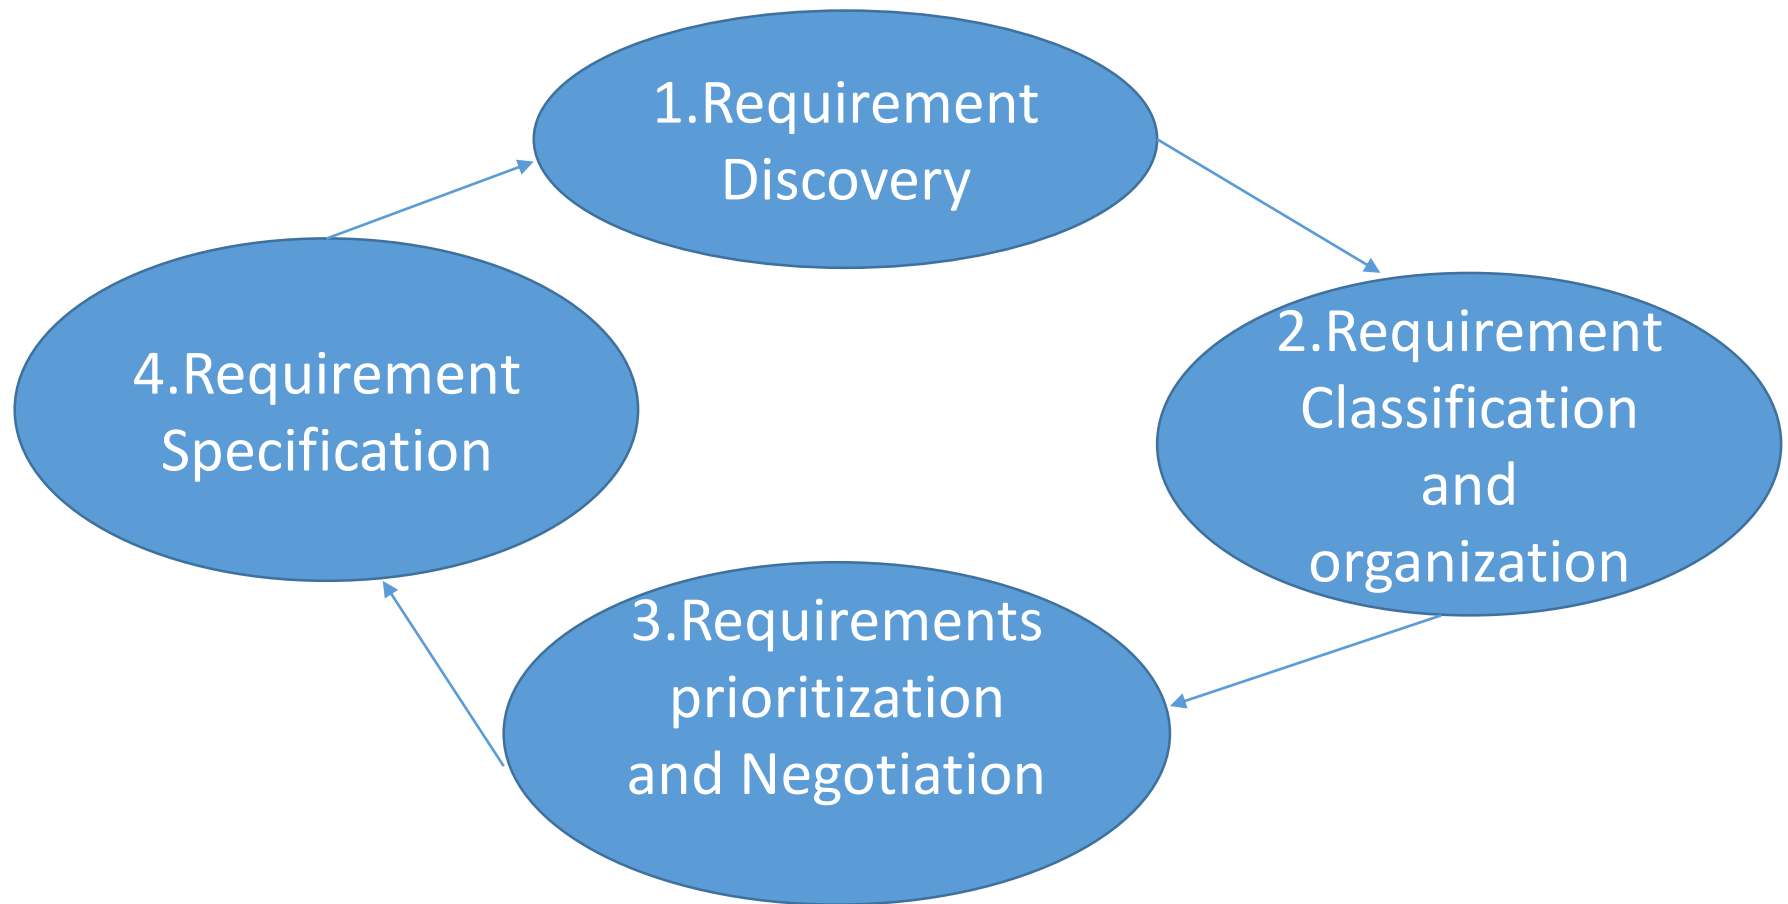 1.Requirement
Discovery
2.Requirement
Classification
and
organization
3.Requirements
prioritization
and Negotiation
4.Requirement
Specification